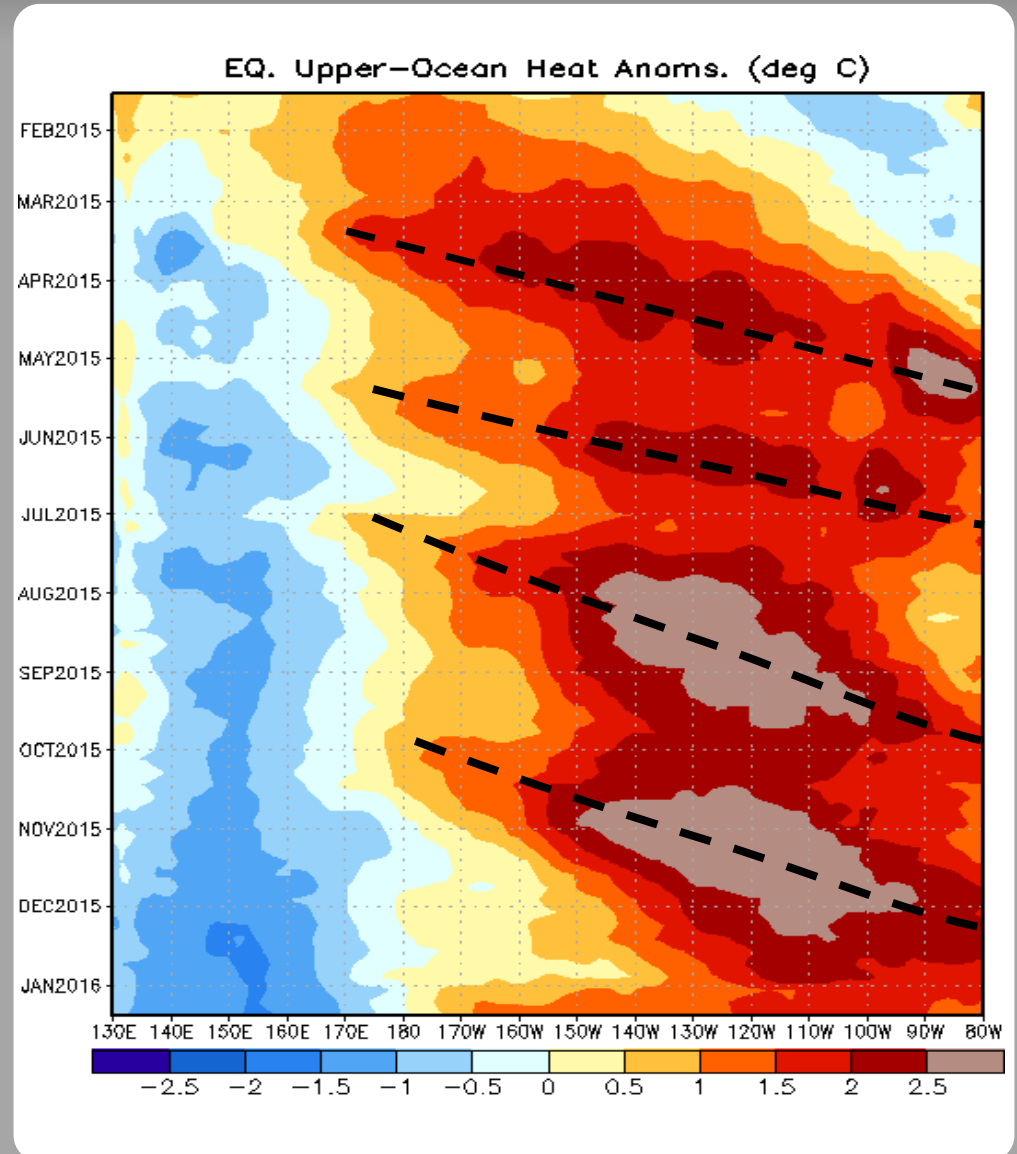 EQ. Upper-Ocean Heat Anoms. (deg C)
FEB2015
MAR2015
APR2015
MAY2015
JUN2015
JUL2015
AUG2015
SEP2015
OCT2015
NOV2015
DEC2015
JAN2016
130E 140E 150E 160E 170E 180 170W 160W 150W 140W 130W 120W 110W 100W 90W 80W
−2.5 −2 −1.5 −1 −0.5 0 0.5 1 1.5 2 2.5